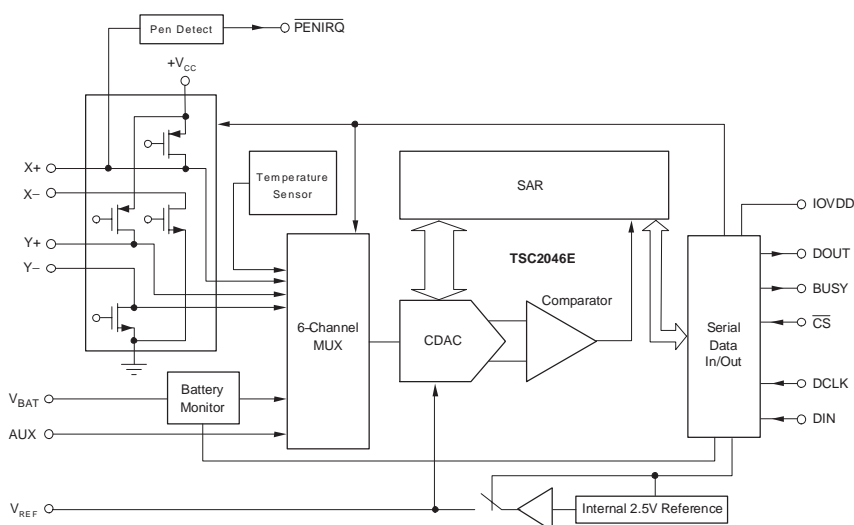 Pen Detect
PENIRQ
+VCC
X+
X–
Y+
Y–
Temperature
Sensor
SAR
IOVDD
DOUT
BUSY
CS
DCLK
DIN
TSC2046E
Comparator
6-Channel
MUX
CDAC
Serial
Data
In/Out
Battery
Monitor
VBAT
AUX
VREF
Internal 2.5V Reference